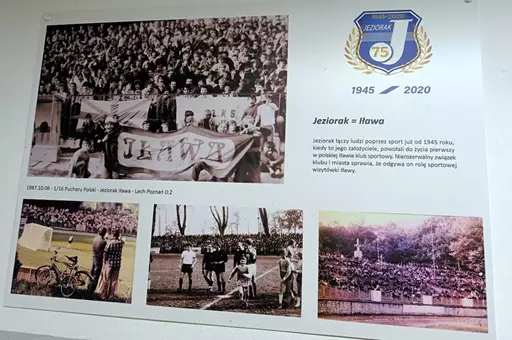 1945-2020
JEZIORAK
J
75
1945 2020
LKS
IŁAWA
Jeziorak = Iława
Jeziorak łączy ludzi poprzez sport już od 1945 roku,
kiedy to jego założyciele, powołali do życia pierwszy
w polskiej Iławie klub sportowy. Nierozerwalny związek
klubu i miasta sprawia, że odgrywa on rolę sportowej
wizytówki Iławy.
1987.10.06 - 1/16 Pucharu Polski - Jeziorak Iława - Lech Poznań 0:2